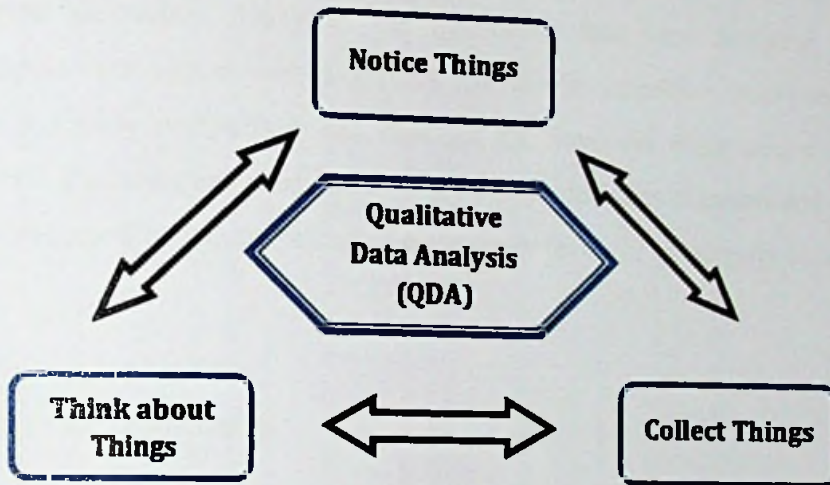 Notice Things
Qualitative
Data Analysis
(QDA)
Think about
Things
Collect Things